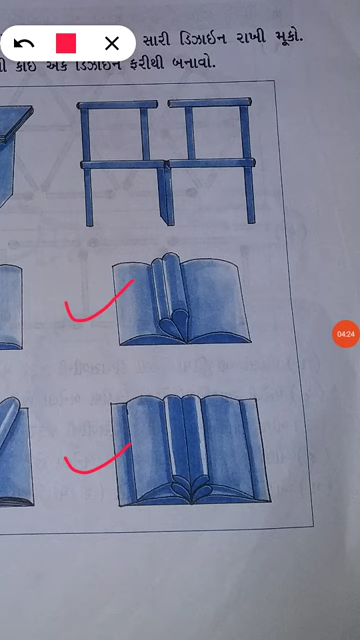 સારી ડિઝાઈન રાખી મૂકો.
કોઈ એક ડિઝાઈન ફરીથી બનાવો.
04:24